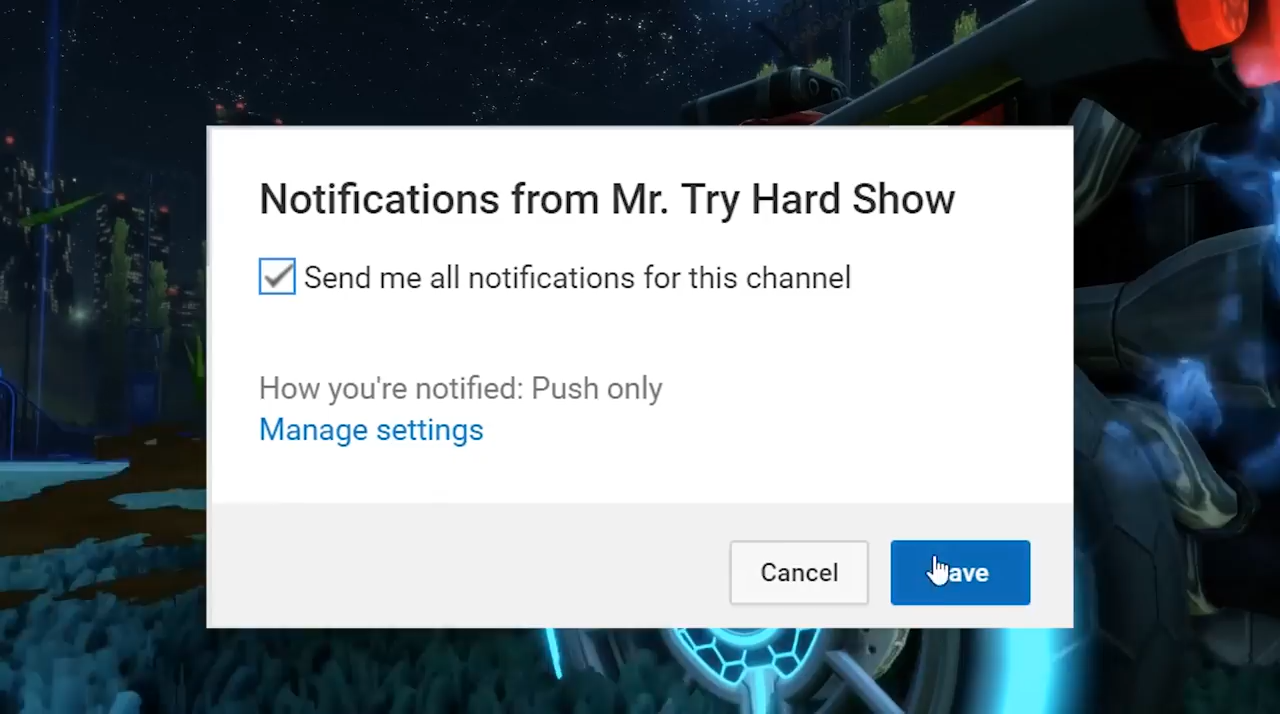 Notifications from Mr. Try Hard Show
Send me all notifications for this channel
How you're notified: Push only
Manage settings
Cancel
ave